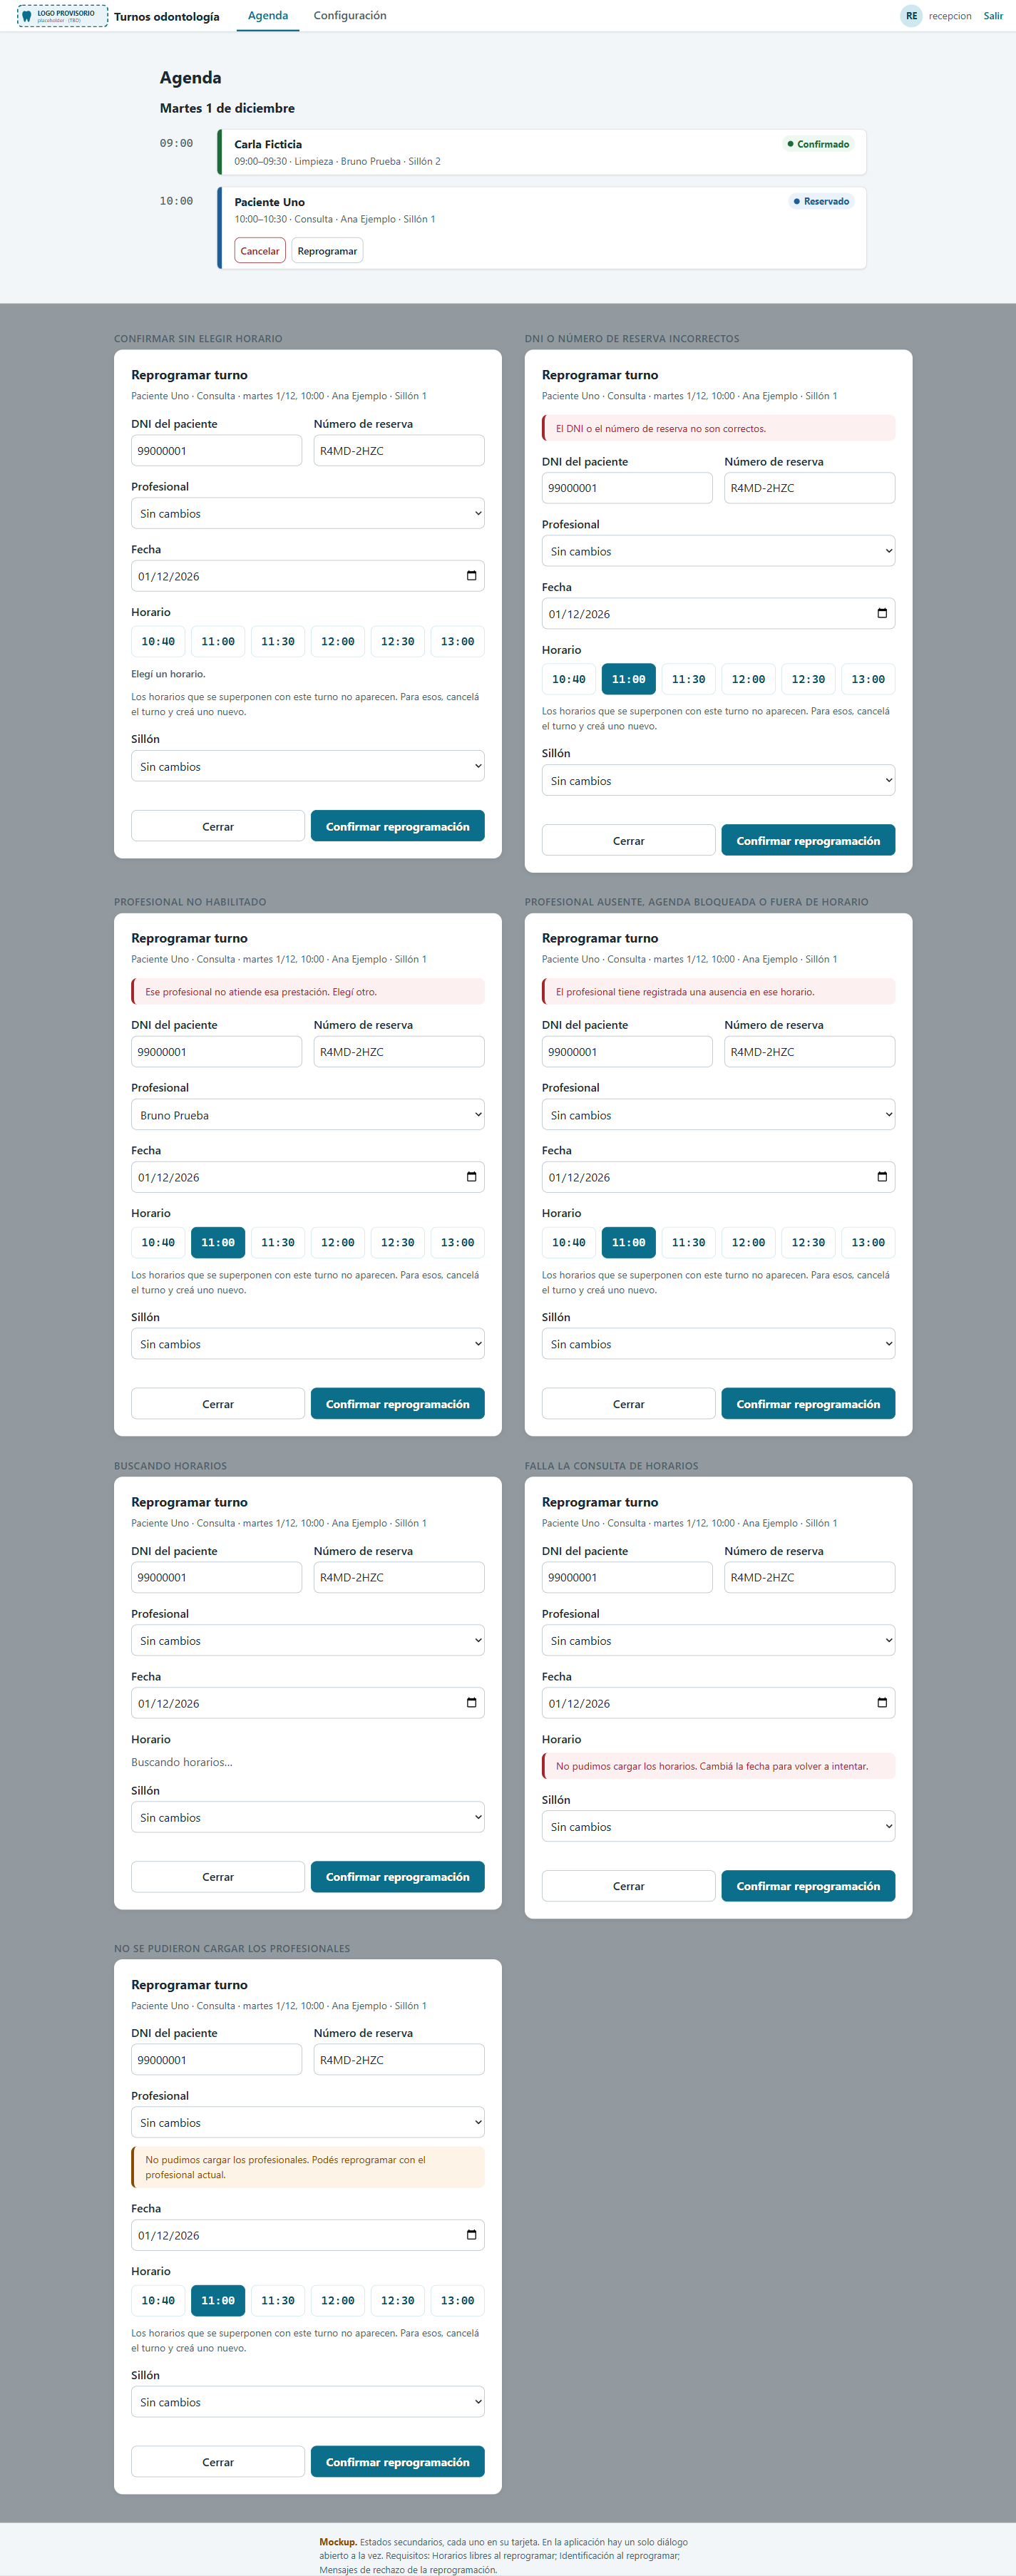 LOGO PROVISORIO
placeholder · (TBD)
Turnos odontología
Agenda
Configuración
RE
recepcion
Salir
Agenda
Martes 1 de diciembre
09:00
Carla Ficticia
Confirmado
09:00–09:30 · Limpieza · Bruno Prueba · Sillón 2
10:00
Paciente Uno
Reservado
10:00–10:30 · Consulta · Ana Ejemplo · Sillón 1
Cancelar
Reprogramar
CONFIRMAR SIN ELEGIR HORARIO
Reprogramar turno
Paciente Uno · Consulta · martes 1/12, 10:00 · Ana Ejemplo · Sillón 1
DNI del paciente
Número de reserva
99000001
R4MD-2HZC
Profesional
Sin cambios
Fecha
01/12/2026
Horario
10:40 11:00 11:30 12:00 12:30 13:00
Elegí un horario.
Los horarios que se superponen con este turno no aparecen. Para esos, cancelá
el turno y creá uno nuevo.
Sillón
Sin cambios
Cerrar
Confirmar reprogramación
DNI O NÚMERO DE RESERVA INCORRECTOS
Reprogramar turno
Paciente Uno · Consulta · martes 1/12, 10:00 · Ana Ejemplo · Sillón 1
El DNI o el número de reserva no son correctos.
DNI del paciente
Número de reserva
99000001
R4MD-2HZC
Profesional
Sin cambios
Fecha
01/12/2026
Horario
10:40 11:00 11:30 12:00 12:30 13:00
Los horarios que se superponen con este turno no aparecen. Para esos, cancelá
el turno y creá uno nuevo.
Sillón
Sin cambios
Cerrar
Confirmar reprogramación
PROFESIONAL NO HABILITADO
Reprogramar turno
Paciente Uno · Consulta · martes 1/12, 10:00 · Ana Ejemplo · Sillón 1
Ese profesional no atiende esa prestación. Elegí otro.
DNI del paciente
Número de reserva
99000001
R4MD-2HZC
Profesional
Bruno Prueba
Fecha
01/12/2026
Horario
10:40 11:00 11:30 12:00 12:30 13:00
Los horarios que se superponen con este turno no aparecen. Para esos, cancelá
el turno y creá uno nuevo.
Sillón
Sin cambios
Cerrar
Confirmar reprogramación
PROFESIONAL AUSENTE, AGENDA BLOQUEADA O FUERA DE HORARIO
Reprogramar turno
Paciente Uno · Consulta · martes 1/12, 10:00 · Ana Ejemplo · Sillón 1
El profesional tiene registrada una ausencia en ese horario.
DNI del paciente
Número de reserva
99000001
R4MD-2HZC
Profesional
Sin cambios
Fecha
01/12/2026
Horario
10:40 11:00 11:30 12:00 12:30 13:00
Los horarios que se superponen con este turno no aparecen. Para esos, cancelá
el turno y creá uno nuevo.
Sillón
Sin cambios
Cerrar
Confirmar reprogramación
BUSCANDO HORARIOS
Reprogramar turno
Paciente Uno · Consulta · martes 1/12, 10:00 · Ana Ejemplo · Sillón 1
DNI del paciente
Número de reserva
99000001
R4MD-2HZC
Profesional
Sin cambios
Fecha
01/12/2026
Horario
Buscando horarios…
Sillón
Sin cambios
Cerrar
Confirmar reprogramación
FALLA LA CONSULTA DE HORARIOS
Reprogramar turno
Paciente Uno · Consulta · martes 1/12, 10:00 · Ana Ejemplo · Sillón 1
DNI del paciente
Número de reserva
99000001
R4MD-2HZC
Profesional
Sin cambios
Fecha
01/12/2026
Horario
No pudimos cargar los horarios. Cambiá la fecha para volver a intentar.
Sillón
Sin cambios
Cerrar
Confirmar reprogramación
NO SE PUDIERON CARGAR LOS PROFESIONALES
Reprogramar turno
Paciente Uno · Consulta · martes 1/12, 10:00 · Ana Ejemplo · Sillón 1
DNI del paciente
Número de reserva
99000001
R4MD-2HZC
Profesional
Sin cambios
No pudimos cargar los profesionales. Podés reprogramar con el
profesional actual.
Fecha
01/12/2026
Horario
10:40 11:00 11:30 12:00 12:30 13:00
Los horarios que se superponen con este turno no aparecen. Para esos, cancelá
el turno y creá uno nuevo.
Sillón
Sin cambios
Cerrar
Confirmar reprogramación
Mockup. Estados secundarios, cada uno en su tarjeta. En la aplicación hay un solo diálogo
abierto a la vez. Requisitos: Horarios libres al reprogramar; Identificación al reprogramar;
Mensajes de rechazo de la reprogramación.